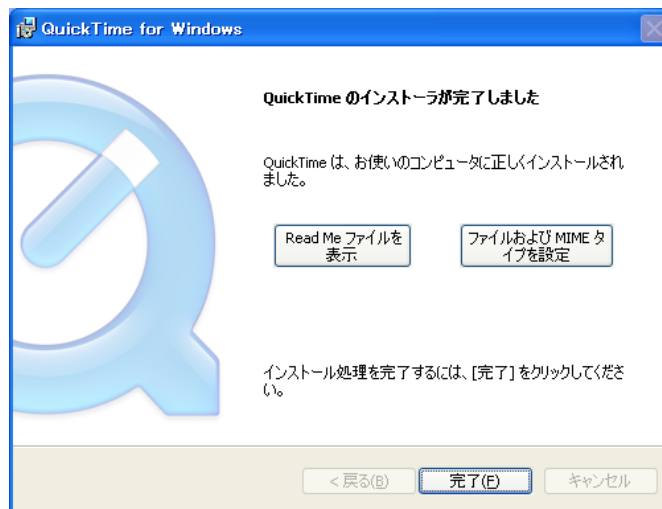 QuickTime for Windows
QuickTime のインストーラが完了しました
QuickTime は、お使いのコンピュータに正しくインストールされ
ました。
Read Me ファイルを
表示
ファイルおよび MIME タ
イプを設定
インストール処理を完了するには、[完了] をクリックしてくださ
い。
< 戻る(B)
完了(F)
キャンセル